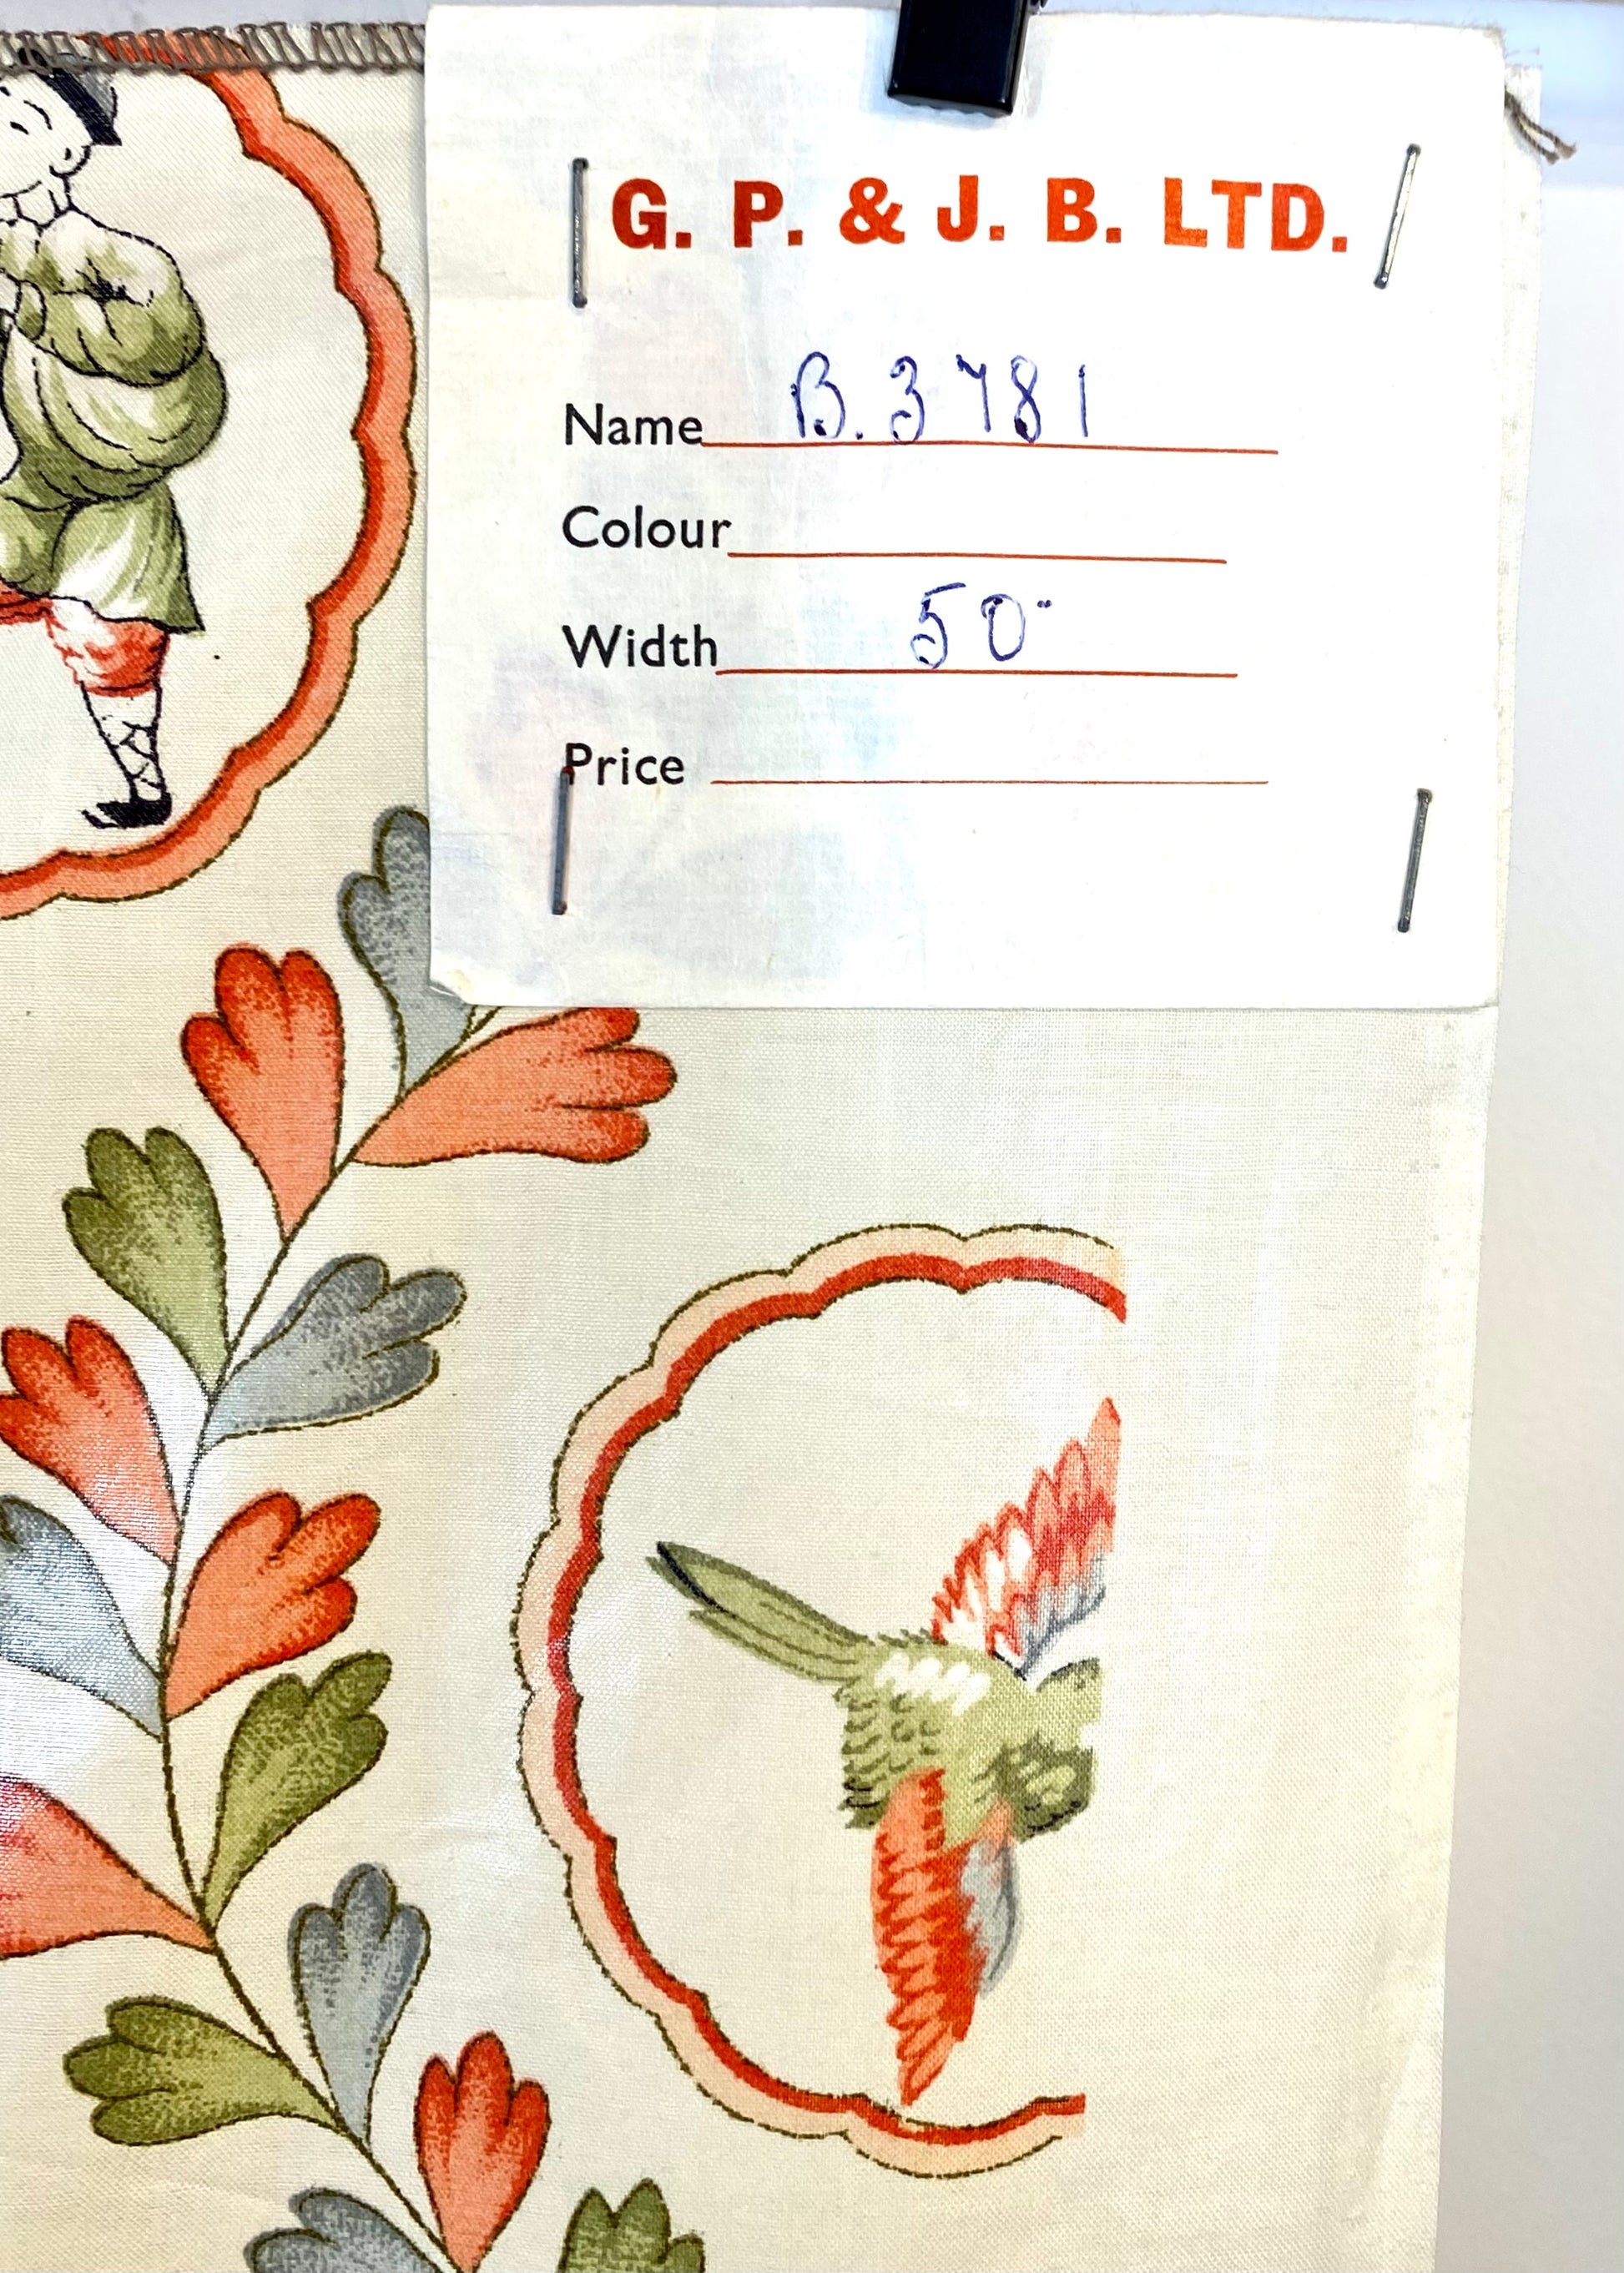 G. P. & J. B. LTD.
Name B. 3781
Colour
Width 50"
Price